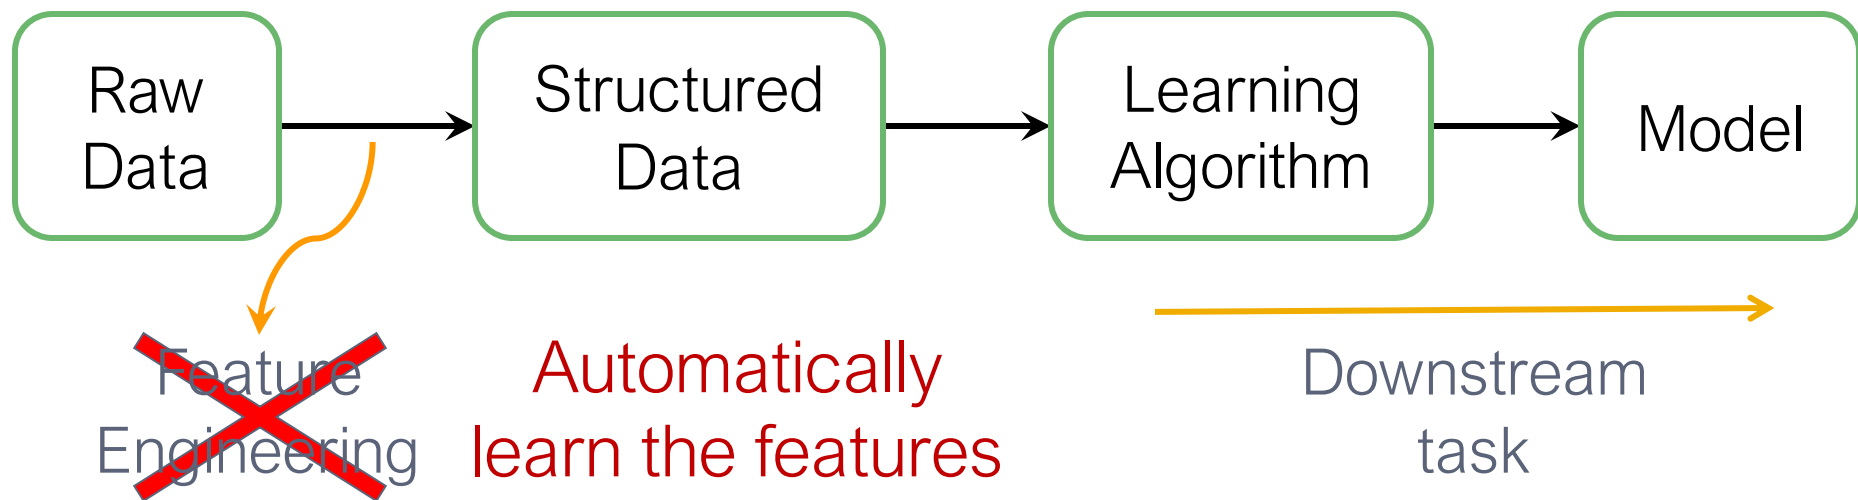 Raw
Data
Structured
Data
Learning
Algorithm
Model
Feature
Engineering
Automatically
learn the features
Downstream
task